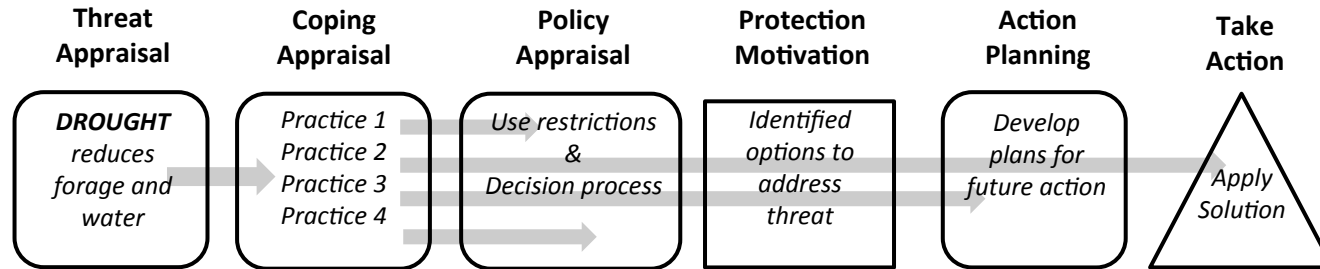 Threat
Appraisal
Coping
Appraisal
Policy
Appraisal
Protection
Motivation
Action
Planning
Take
Action
DROUGHT
reduces
forage and
water
Practice 1
Practice 2
Practice 3
Practice 4
Use restrictions
&
Decision process
Identified
options to
address
threat
Develop
plans for
future action
Apply
Solution